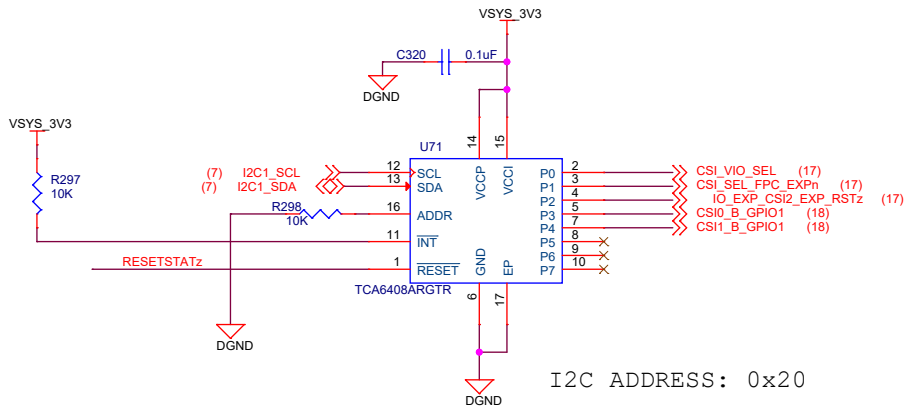 VSYS_3V3
C320 0.1uF
DGND
VSYS_3V3
U71
14 15
R297
10K
(7) I2C1_SCL 12 SCL VCCP VCCI P0 2 CSI_VIO_SEL (17)
(7) I2C1_SDA 13 SDA P1 3 CSI_SEL_FPC_EXPn (17)
P2 4 IO_EXP_CSI2_EXP_RSTz (17)
R298 16 ADDR P3 5 CSI0_B_GPIO1 (18)
10K P4 7 CSI1_B_GPIO1 (18)
11 INT P5 8
P6 9
RESETSTATz 1 RESET GND EP P7 10
TCA6408ARGTR
6 17
DGND
DGND
I2C ADDRESS: 0x20